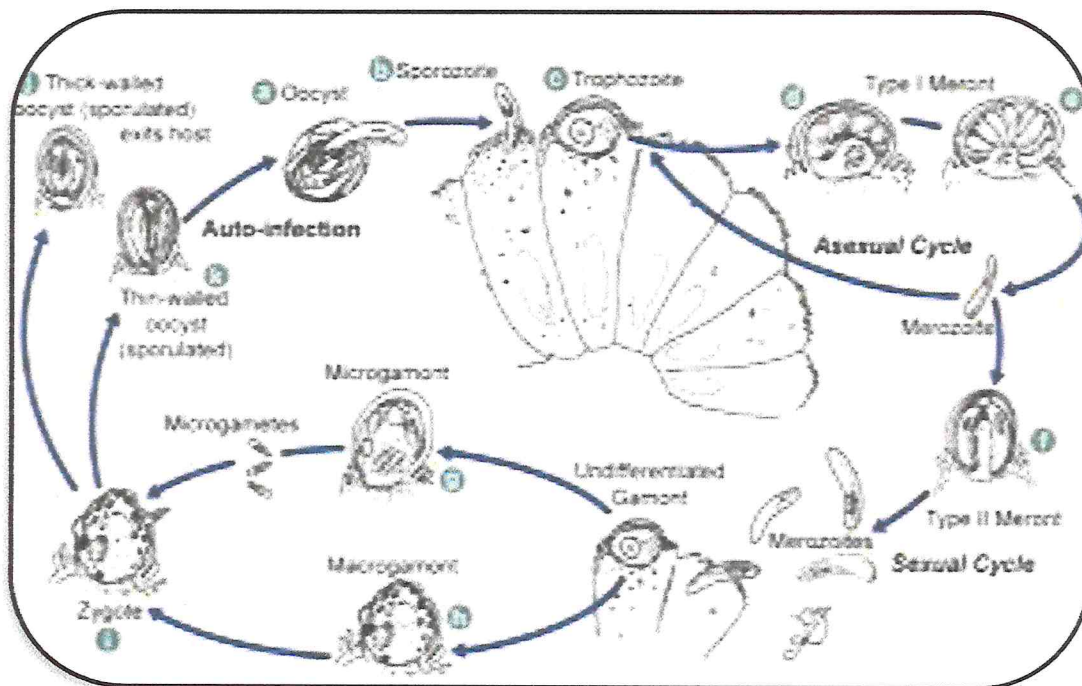 Thick-walled
oocyst (sporulated)
exits host
a Oocyst
b Sporozoite
Trophozoite
Type I Meront
d
Auto-infection
Thin-walled
oocyst
(sporulated)
Asexual Cycle
Merozoite
Microgamont
Microgametes
Undifferentiated
Gamont
f
Type II Meront
Merozoites
Sexual Cycle
Macrogamont
h
Zygote